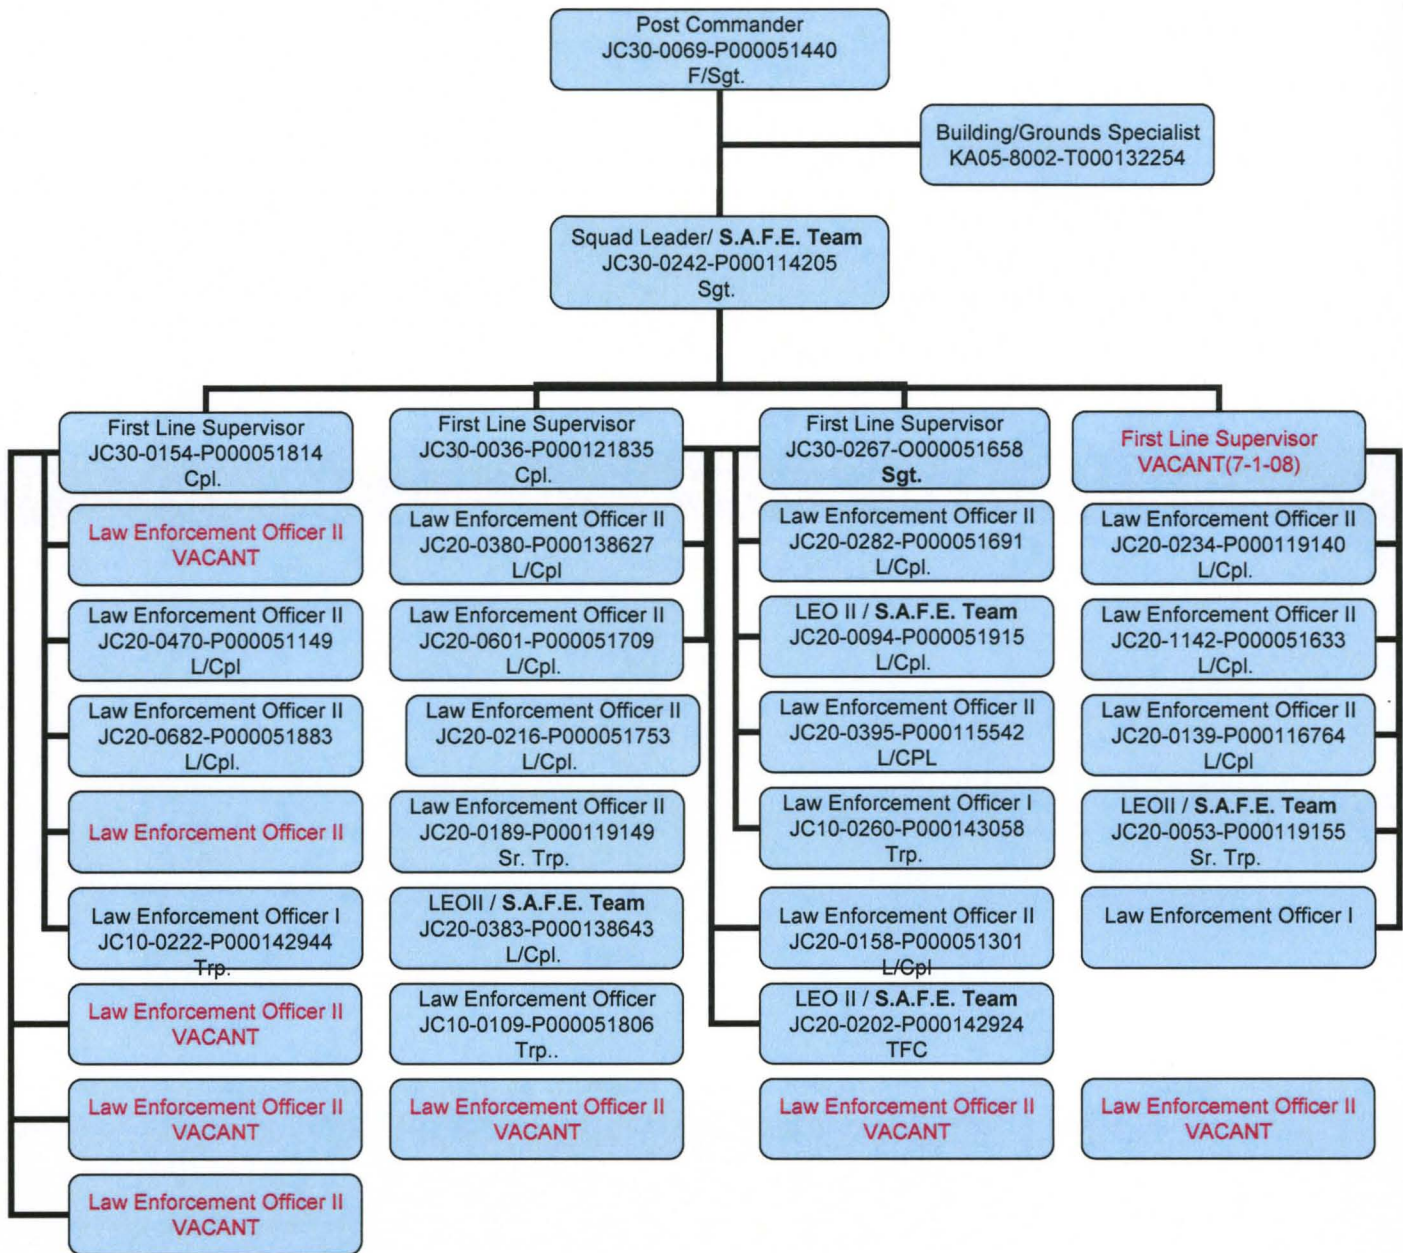 Post Commander
JC30-0069-P000051440
F/Sgt.
Building/Grounds Specialist
KA05-8002-T000132254
Squad Leader/ S.A.F.E. Team
JC30-0242-P000114205
Sgt.
First Line Supervisor
JC30-0154-P000051814
Cpl.
Law Enforcement Officer II
VACANT
Law Enforcement Officer II
JC20-0470-P000051149
L/Cpl
Law Enforcement Officer II
JC20-0682-P000051883
L/Cpl.
Law Enforcement Officer II
Law Enforcement Officer I
JC10-0222-P000142944
Trp.
Law Enforcement Officer II
VACANT
Law Enforcement Officer II
VACANT
Law Enforcement Officer II
VACANT
First Line Supervisor
JC30-0036-P000121835
Cpl.
Law Enforcement Officer II
JC20-0380-P000138627
L/Cpl
Law Enforcement Officer II
JC20-0601-P000051709
L/Cpl.
Law Enforcement Officer II
JC20-0216-P000051753
L/Cpl.
Law Enforcement Officer II
JC20-0189-P000119149
Sr. Trp.
LEOII / S.A.F.E. Team
JC20-0383-P000138643
L/Cpl.
Law Enforcement Officer
JC10-0109-P000051806
Trp..
Law Enforcement Officer II
VACANT
First Line Supervisor
JC30-0267-O000051658
Sgt.
Law Enforcement Officer II
JC20-0282-P000051691
L/Cpl.
LEO II / S.A.F.E. Team
JC20-0094-P000051915
L/Cpl.
Law Enforcement Officer II
JC20-0395-P000115542
L/CPL
Law Enforcement Officer I
JC10-0260-P000143058
Trp.
Law Enforcement Officer II
JC20-0158-P000051301
L/Cpl
LEO II / S.A.F.E. Team
JC20-0202-P000142924
TFC
Law Enforcement Officer II
VACANT
First Line Supervisor
VACANT(7-1-08)
Law Enforcement Officer II
JC20-0234-P000119140
L/Cpl.
Law Enforcement Officer II
JC20-1142-P000051633
L/Cpl.
Law Enforcement Officer II
JC20-0139-P000116764
L/Cpl
LEOII / S.A.F.E. Team
JC20-0053-P000119155
Sr. Trp.
Law Enforcement Officer I
Law Enforcement Officer II
VACANT